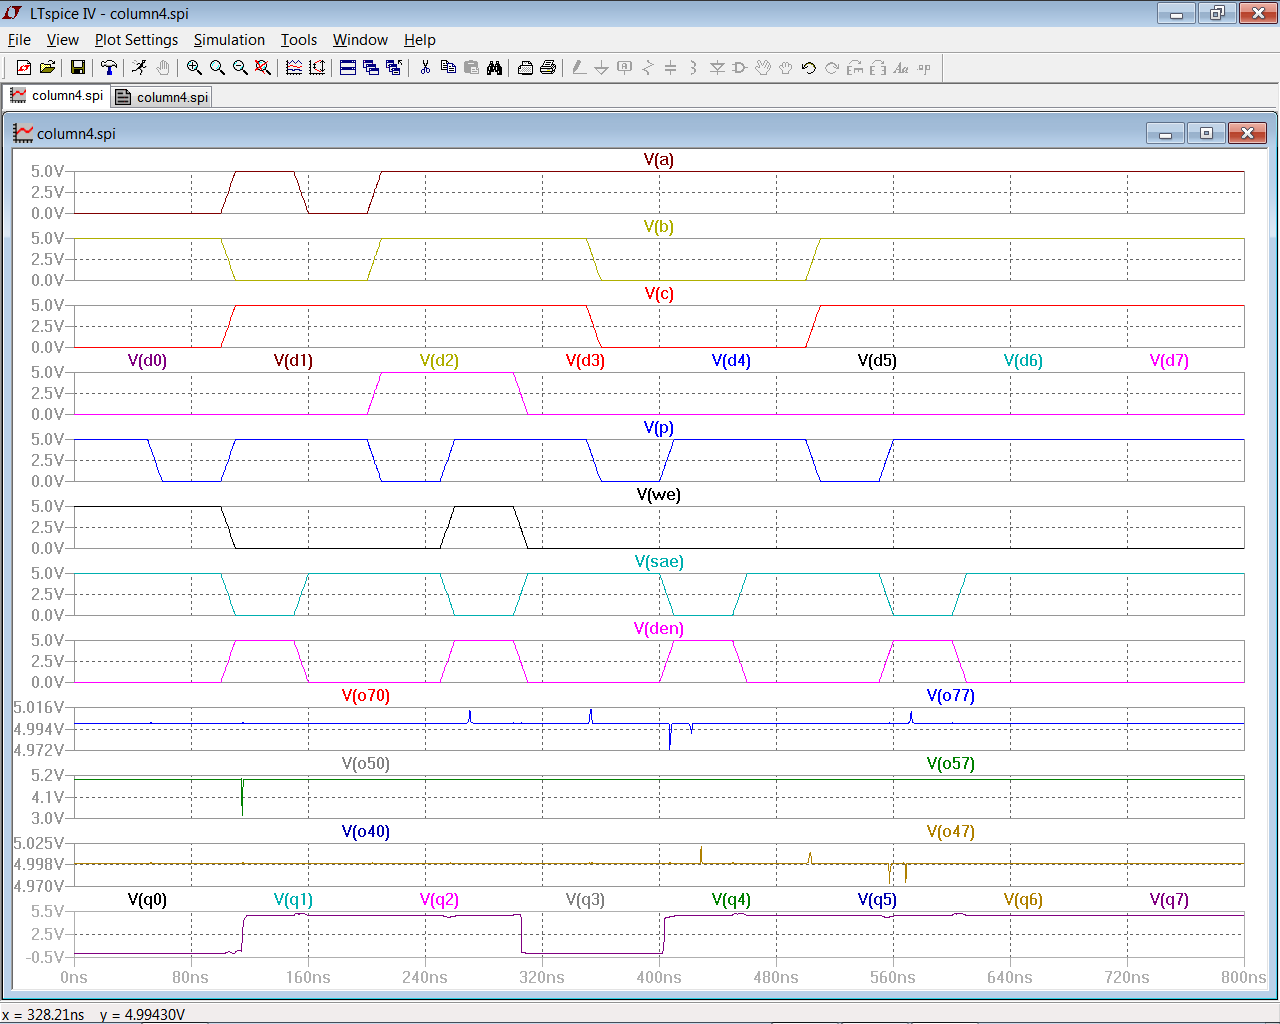 LTspice IV - column4.spi
File View Plot Settings Simulation Tools Window Help
column4.spi column4.spi
column4.spi
V(a)
5.0V
2.5V
0.0V
V(b)
5.0V
2.5V
0.0V
V(c)
5.0V
2.5V
0.0V
V(d0) V(d1) V(d2) V(d3) V(d4) V(d5) V(d6) V(d7)
5.0V
2.5V
0.0V
V(p)
5.0V
2.5V
0.0V
V(we)
5.0V
2.5V
0.0V
V(sae)
5.0V
2.5V
0.0V
V(den)
5.0V
2.5V
0.0V
V(o70) V(o77)
5.016V
4.994V
4.972V
V(o50) V(o57)
5.2V
4.1V
3.0V
V(o40) V(o47)
5.025V
4.998V
4.970V
V(q0) V(q1) V(q2) V(q3) V(q4) V(q5) V(q6) V(q7)
5.5V
2.5V
-0.5V
0ns 80ns 160ns 240ns 320ns 400ns 480ns 560ns 640ns 720ns 800ns
x = 328.21ns y = 4.99430V